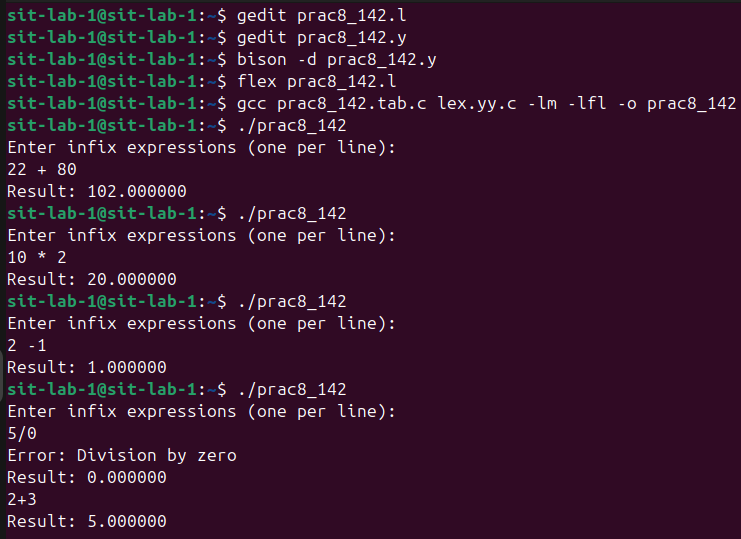 sit-lab-1@sit-lab-1:~$ gedit prac8_142.l
sit-lab-1@sit-lab-1:~$ gedit prac8_142.y
sit-lab-1@sit-lab-1:~$ bison -d prac8_142.y
sit-lab-1@sit-lab-1:~$ flex prac8_142.l
sit-lab-1@sit-lab-1:~$ gcc prac8_142.tab.c lex.yy.c -lm -lfl -o prac8_142
sit-lab-1@sit-lab-1:~$ ./prac8_142
Enter infix expressions (one per line):
22 + 80
Result: 102.000000
sit-lab-1@sit-lab-1:~$ ./prac8_142
Enter infix expressions (one per line):
10 * 2
Result: 20.000000
sit-lab-1@sit-lab-1:~$ ./prac8_142
Enter infix expressions (one per line):
2 -1
Result: 1.000000
sit-lab-1@sit-lab-1:~$ ./prac8_142
Enter infix expressions (one per line):
5/0
Error: Division by zero
Result: 0.000000
2+3
Result: 5.000000